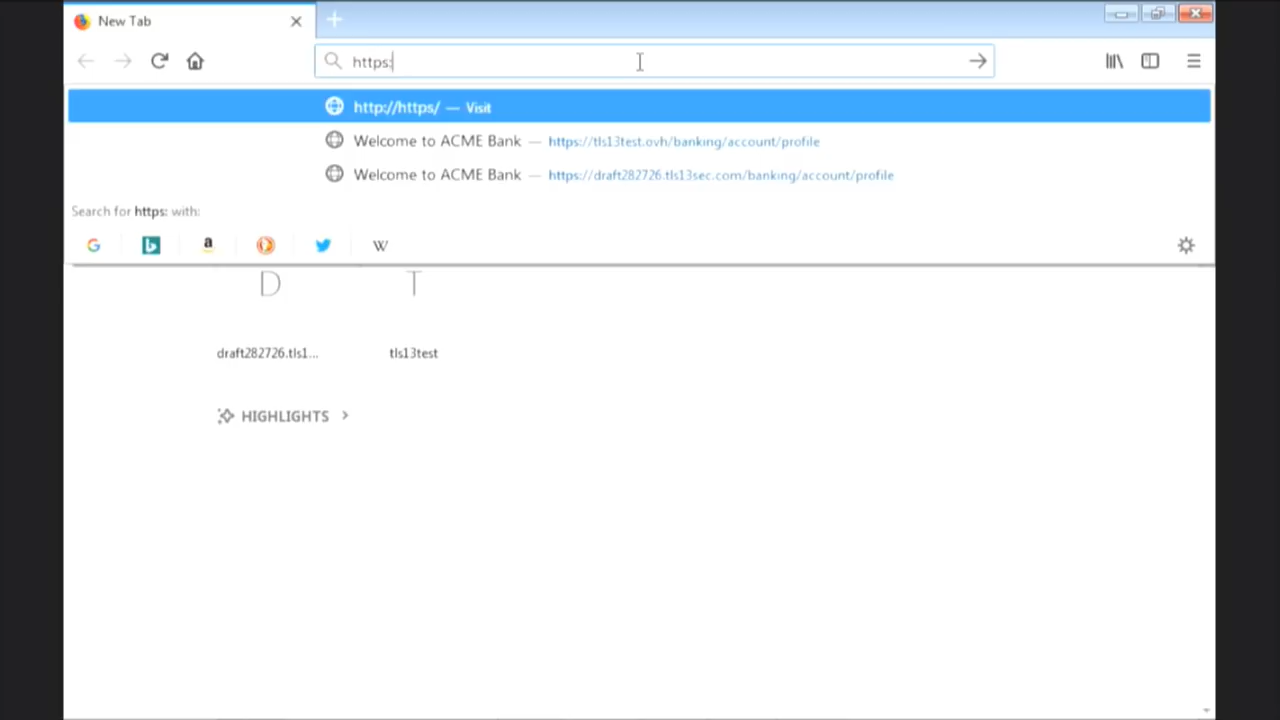 New Tab
https:
http://https/ — Visit
Welcome to ACME Bank — https://tls13test.ovh/banking/account/profile
Welcome to ACME Bank — https://draft282726.tls13sec.com/banking/account/profile
Search for https: with:
G b a W
D T
draft282726.tls1... tls13test
HIGHLIGHTS